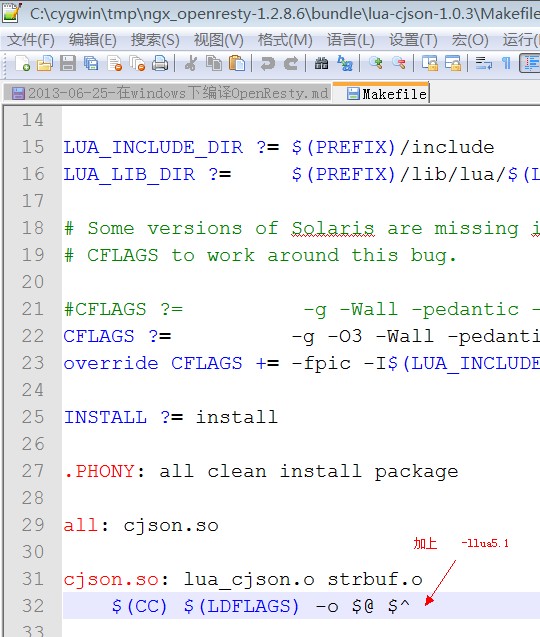 C:\cygwin\tmp\ngx_openresty-1.2.8.6\bundle\lua-cjson-1.0.3\Makefile
文件(F) 编辑(E) 搜索(S) 视图(V) 格式(M) 语言(L) 设置(T) 宏(O) 运行(
2013-06-25-在windows下编译OpenResty.md Makefile
14
15 LUA_INCLUDE_DIR ?= $(PREFIX)/include
16 LUA_LIB_DIR ?=     $(PREFIX)/lib/lua/$(L
17
18 # Some versions of Solaris are missing i
19 # CFLAGS to work around this bug.
20
21 #CFLAGS ?=          -g -Wall -pedantic -
22 CFLAGS ?=          -g -O3 -Wall -pedanti
23 override CFLAGS += -fpic -I$(LUA_INCLUDE
24
25 INSTALL ?= install
26
27 .PHONY: all clean install package
28
29 all: cjson.so
30
加上 -llua5.1
31 cjson.so: lua_cjson.o strbuf.o
32     $(CC) $(LDFLAGS) -o $@ $^
33